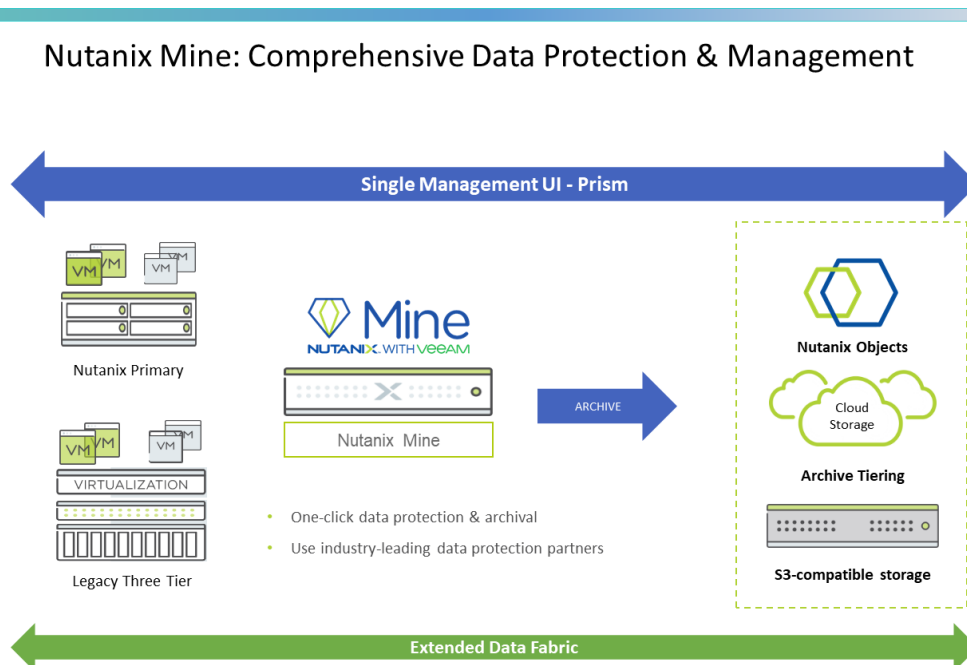 Nutanix Mine: Comprehensive Data Protection & Management
Single Management UI - Prism
VM VM VM VM
Nutanix Primary
VM VM VM VM
VIRTUALIZATION
Legacy Three Tier
Mine
NUTANIX. WITH VEEAM
X
Nutanix Mine
• One-click data protection & archival
• Use industry-leading data protection partners
ARCHIVE
Nutanix Objects
Cloud
Storage
Archive Tiering
S3-compatible storage
Extended Data Fabric